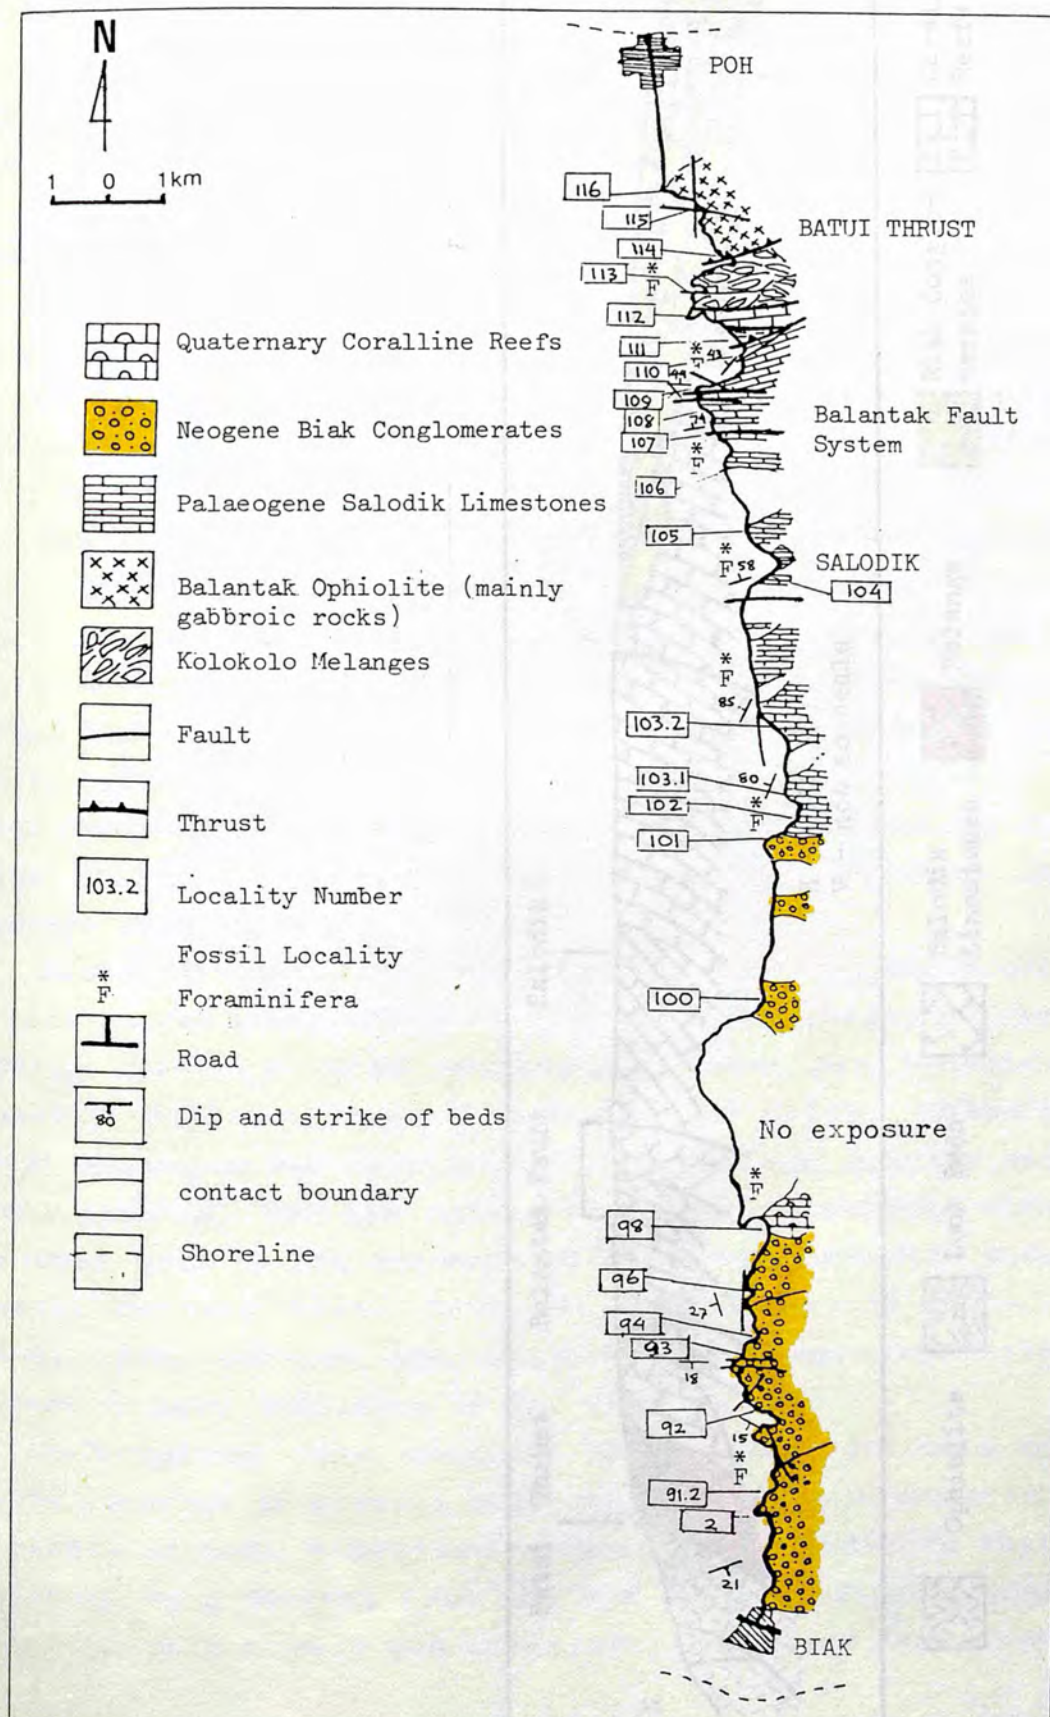 N
1 0 1km
Quaternary Coralline Reefs
Neogene Biak Conglomerates
Palaeogene Salodik Limestones
Balantak Ophiolite (mainly
gabbroic rocks)
Kolokolo Melanges
Fault
Thrust
103.2
Locality Number
Fossil Locality
*
F
Foraminifera
Road
80
Dip and strike of beds
contact boundary
Shoreline
POH
116
115
BATUI THRUST
114
113
*
F
112
111
*
F
43
110
44
109
108
74
Balantak Fault
System
107
*
F
106
105
*
F
58
SALODIK
104
*
F
85
103.2
103.1
80
102
*
F
101
100
No exposure
*
F
98
96
27
94
93
18
92
15
*
F
91.2
2
21
BIAK